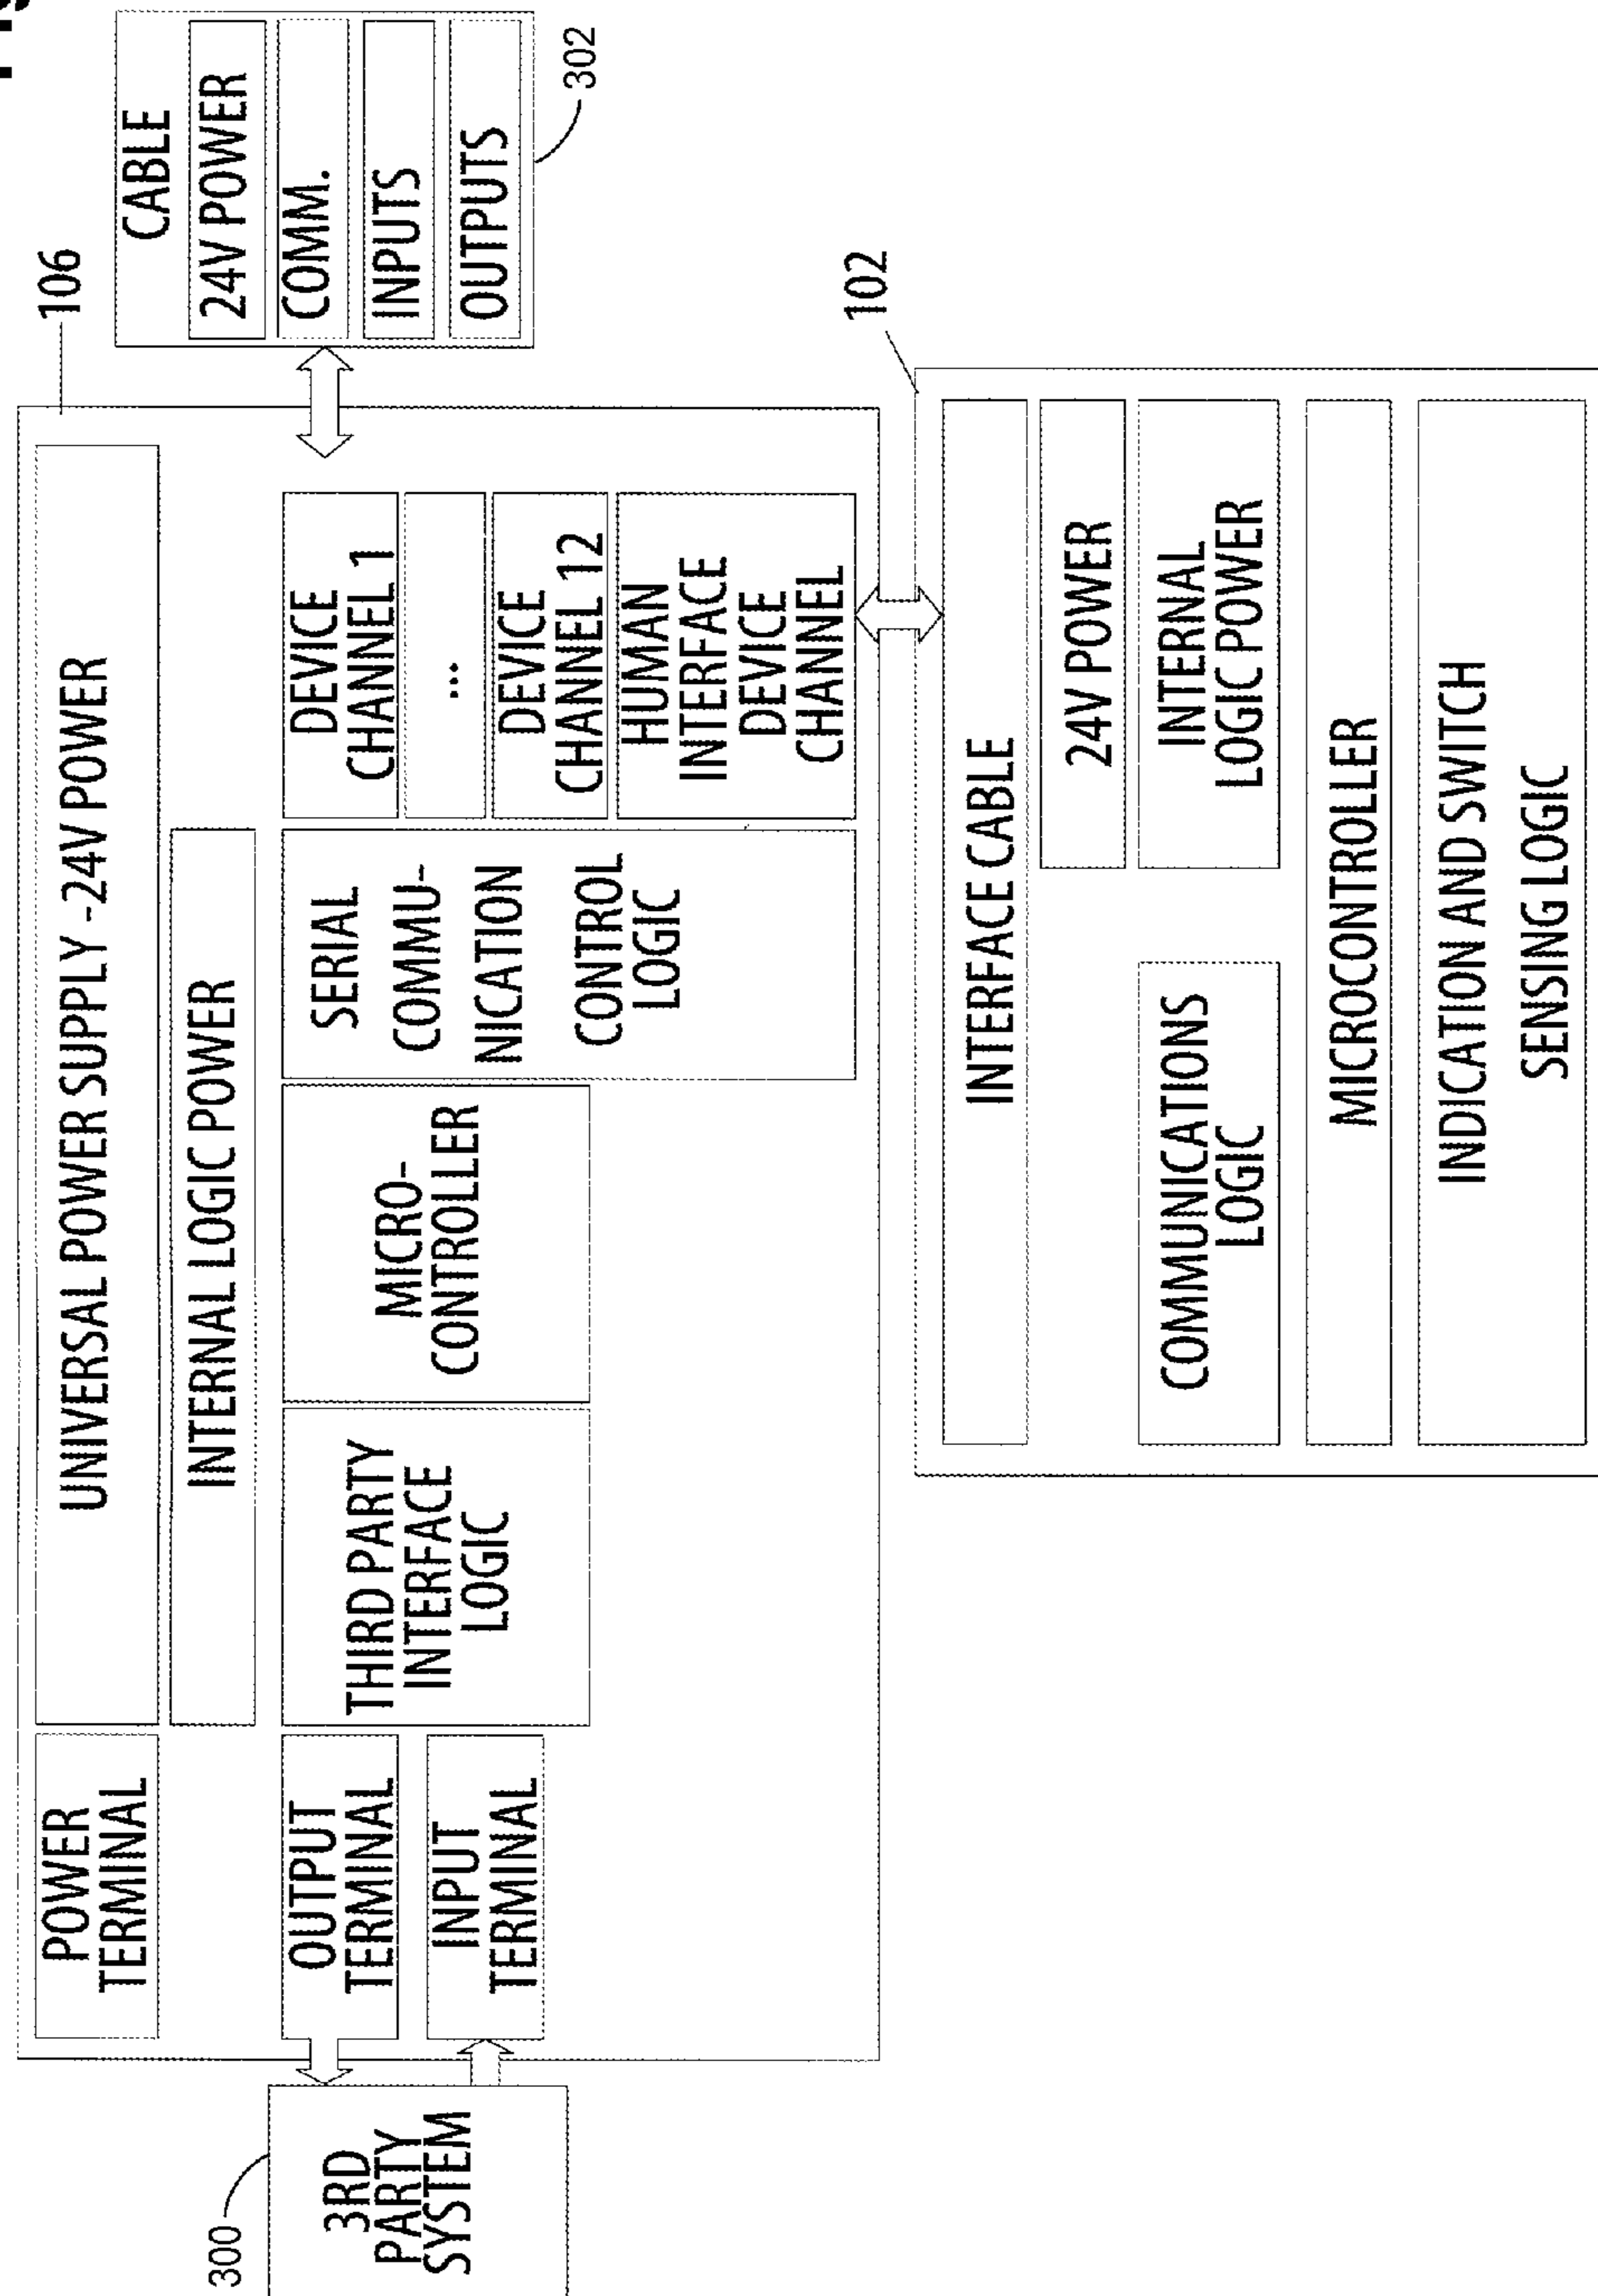 106
UNIVERSAL POWER SUPPLY -24V POWER
POWER
TERMINAL
INTERNAL LOGIC POWER
CABLE
24V POWER
COMM.
INPUTS
OUTPUTS
302
300
3RD
PARTY
SYSTEM
OUTPUT
TERMINAL
INPUT
TERMINAL
THIRD PARTY
INTERFACE
LOGIC
MICRO-
CONTROLLER
SERIAL
COMMU-
NICATION
CONTROL
LOGIC
DEVICE
CHANNEL 1
...
DEVICE
CHANNEL 12
HUMAN
INTERFACE
DEVICE
CHANNEL
102
INTERFACE CABLE
24V POWER
COMMUNICATIONS
LOGIC
INTERNAL
LOGIC POWER
MICROCONTROLLER
INDICATION AND SWITCH
SENSING LOGIC